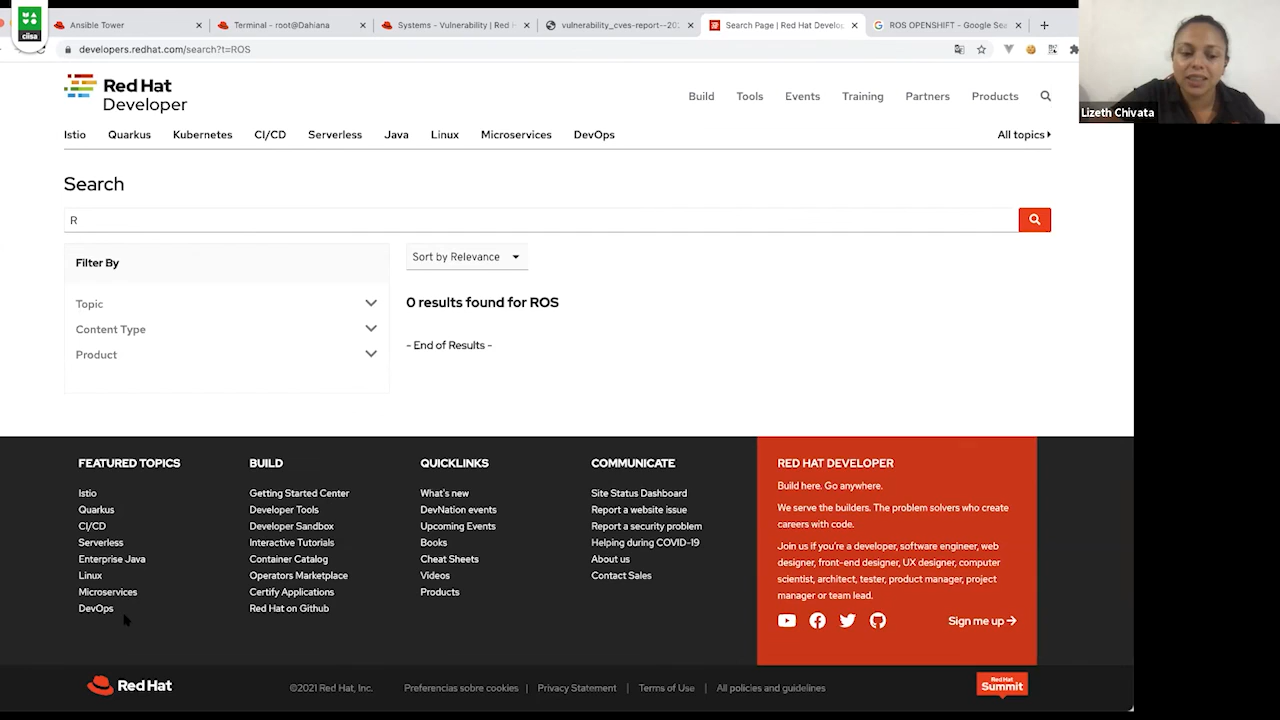 clisa
Ansible Tower
Terminal - root@Dahiana
Systems - Vulnerability | Red H
vulnerability_cves-report--202
Search Page | Red Hat Develop
ROS OPENSHIFT - Google Sea
developers.redhat.com/search?t=ROS
Lizeth Chivata
Red Hat
Developer
Build Tools Events Training Partners Products
Istio Quarkus Kubernetes CI/CD Serverless Java Linux Microservices DevOps All topics
Search
R
Filter By
Topic
Content Type
Product
Sort by Relevance
0 results found for ROS
- End of Results -
FEATURED TOPICS
Istio
Quarkus
CI/CD
Serverless
Enterprise Java
Linux
Microservices
DevOps
BUILD
Getting Started Center
Developer Tools
Developer Sandbox
Interactive Tutorials
Container Catalog
Operators Marketplace
Certify Applications
Red Hat on Github
QUICKLINKS
What's new
DevNation events
Upcoming Events
Books
Cheat Sheets
Videos
Products
COMMUNICATE
Site Status Dashboard
Report a website issue
Report a security problem
Helping during COVID-19
About us
Contact Sales
RED HAT DEVELOPER
Build here. Go anywhere.
We serve the builders. The problem solvers who create
careers with code.
Join us if you're a developer, software engineer, web
designer, front-end designer, UX designer, computer
scientist, architect, tester, product manager, project
manager or team lead.
Sign me up
Red Hat
©2021 Red Hat, Inc.
Preferencias sobre cookies | Privacy Statement | Terms of Use | All policies and guidelines
Red Hat
Summit